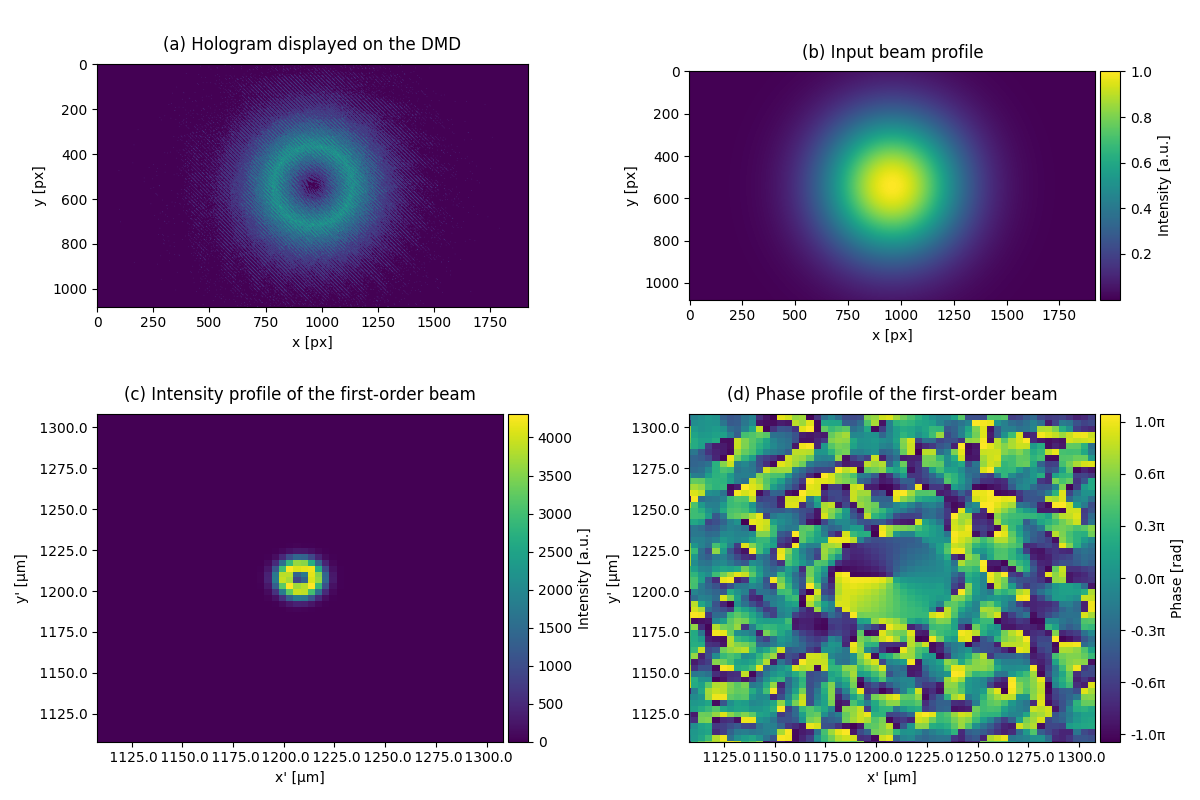 (a) Hologram displayed on the DMD
0
200
400
600
800
1000
y [px]
0 250 500 750 1000 1250 1500 1750
x [px]
(b) Input beam profile
0
200
400
600
800
1000
y [px]
0 250 500 750 1000 1250 1500 1750
x [px]
1.0
0.8
0.6
0.4
0.2
Intensity [a.u.]
(c) Intensity profile of the first-order beam
1300.0
1275.0
1250.0
1225.0
1200.0
1175.0
1150.0
1125.0
y' [µm]
1125.0 1150.0 1175.0 1200.0 1225.0 1250.0 1275.0 1300.0
x' [µm]
4000
3500
3000
2500
2000
1500
1000
500
0
Intensity [a.u.]
(d) Phase profile of the first-order beam
1300.0
1275.0
1250.0
1225.0
1200.0
1175.0
1150.0
1125.0
y' [µm]
1125.0 1150.0 1175.0 1200.0 1225.0 1250.0 1275.0 1300.0
x' [µm]
1.0π
0.6π
0.3π
0.0π
-0.3π
-0.6π
-1.0π
Phase [rad]